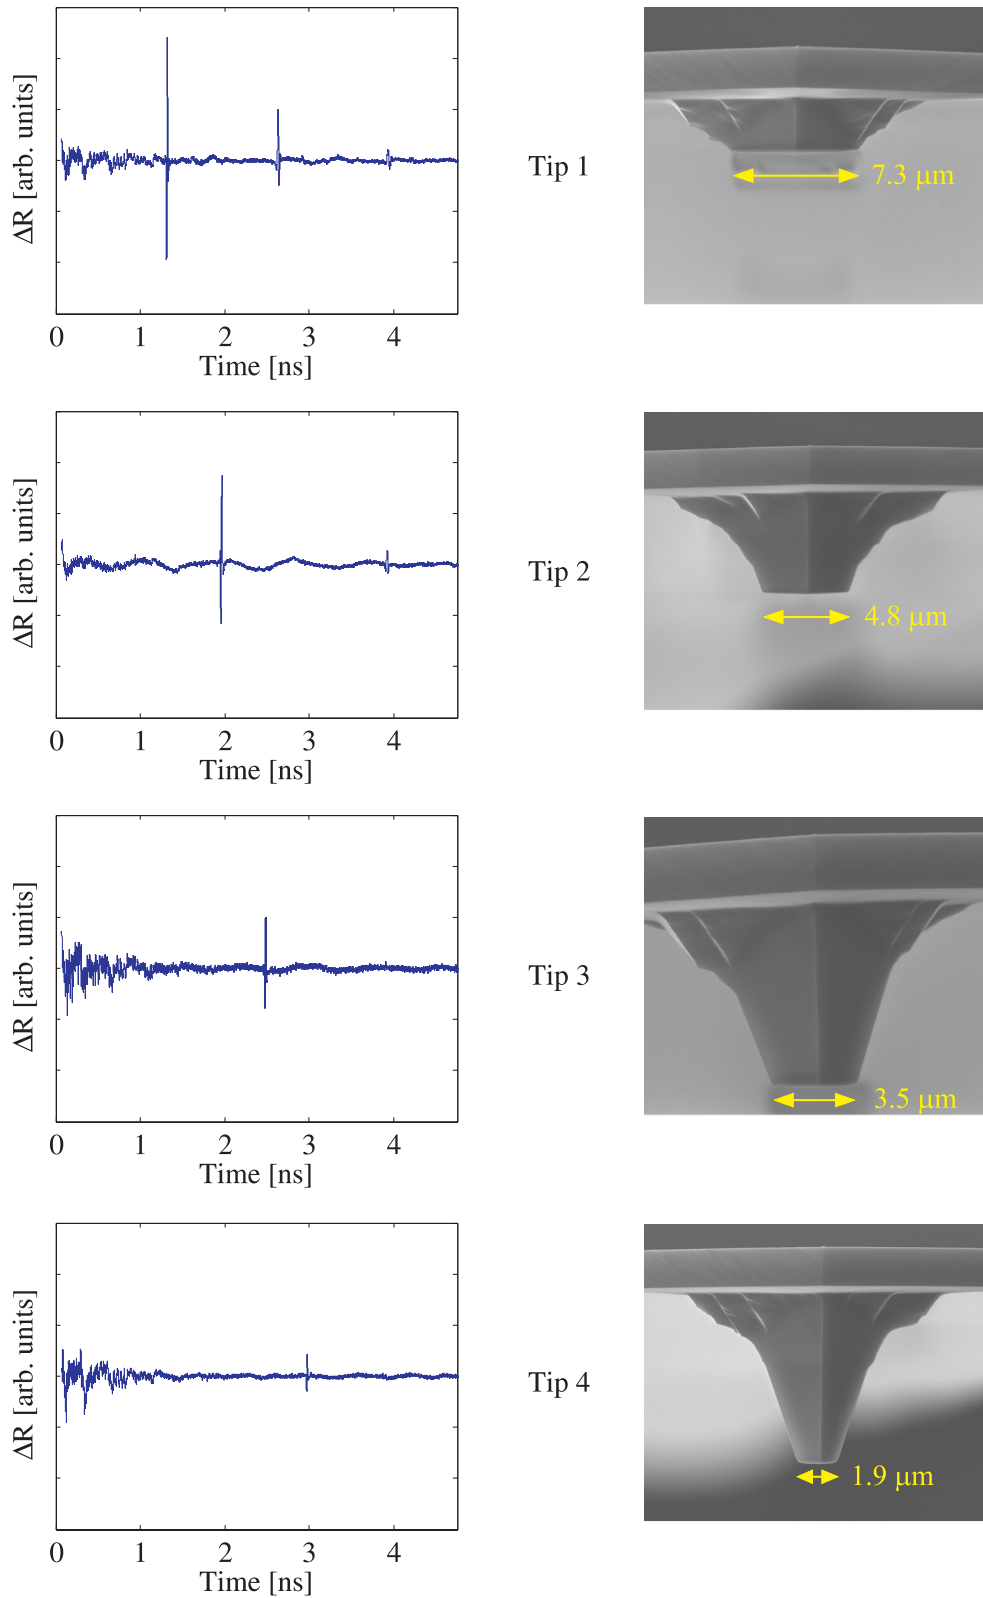 ΔR [arb. units]
0 1 2 3 4
Time [ns]
Tip 1
7.3 μm
ΔR [arb. units]
0 1 2 3 4
Time [ns]
Tip 2
4.8 μm
ΔR [arb. units]
0 1 2 3 4
Time [ns]
Tip 3
3.5 μm
ΔR [arb. units]
0 1 2 3 4
Time [ns]
Tip 4
1.9 μm